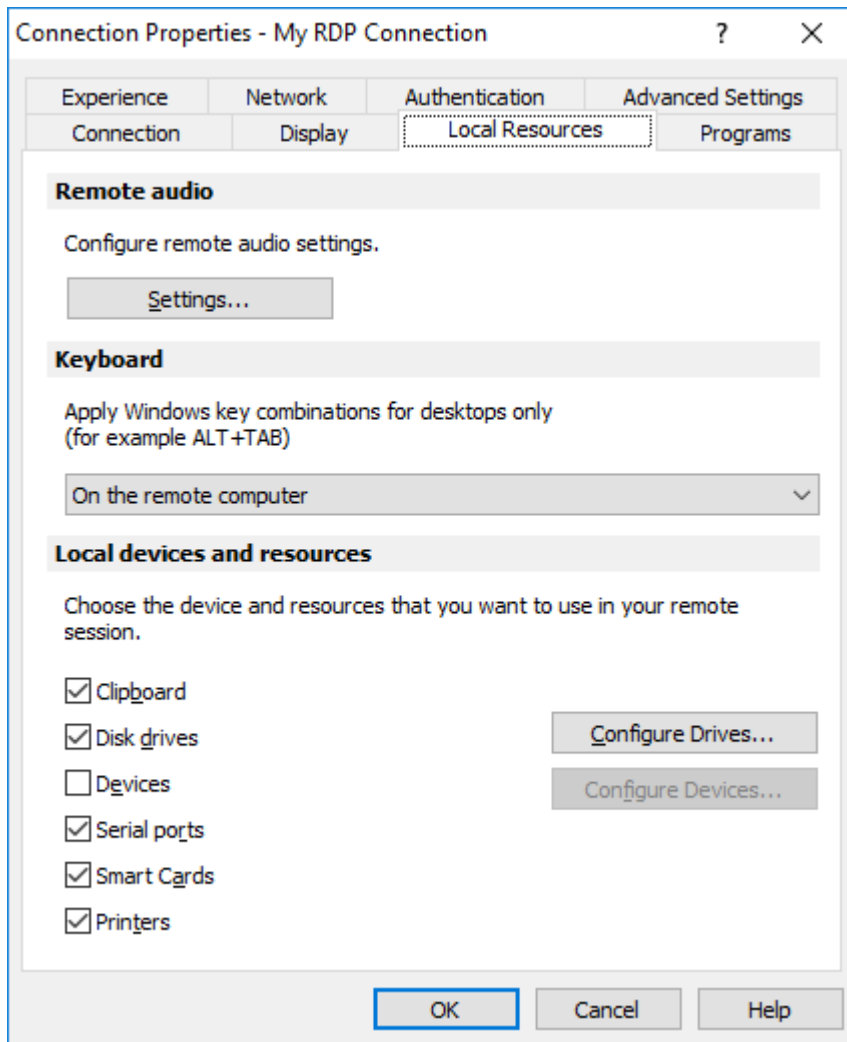 Connection Properties - My RDP Connection
Experience
Network
Authentication
Advanced Settings
Connection
Display
Local Resources
Programs
Remote audio
Configure remote audio settings.
Settings...
Keyboard
Apply Windows key combinations for desktops only
(for example ALT+TAB)
On the remote computer
Local devices and resources
Choose the device and resources that you want to use in your remote
session.
Clipboard
Disk drives
Configure Drives...
Devices
Configure Devices...
Serial ports
Smart Cards
Printers
OK
Cancel
Help